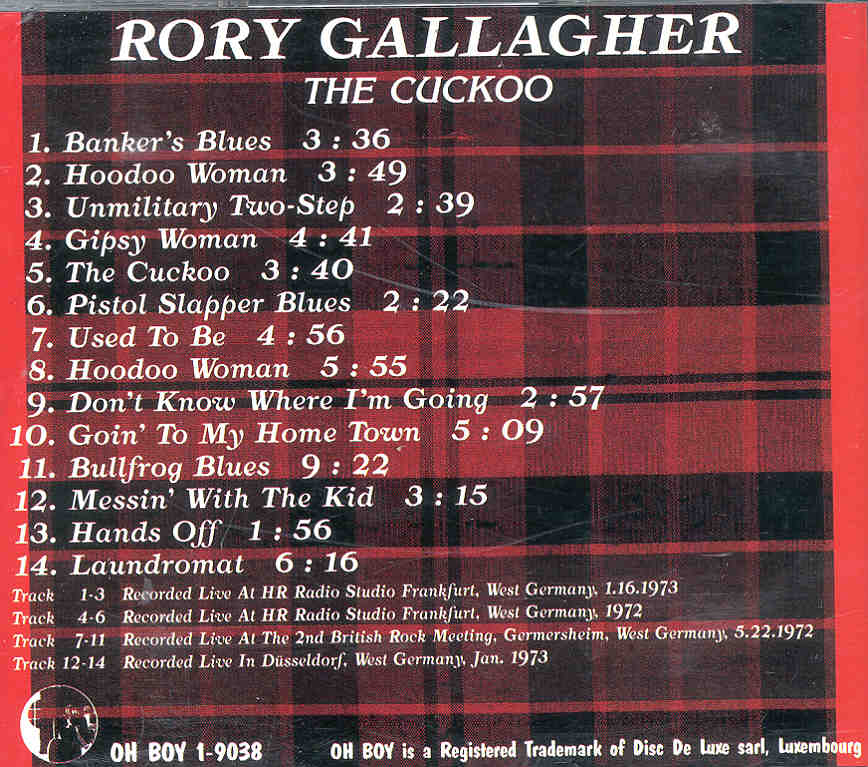 RORY GALLAGHER
THE CUCKOO
1. Banker's Blues 3 : 36
2. Hoodoo Woman 3 : 49
3. Unmilitary Two-Step 2 : 39
4. Gipsy Woman 4 : 41
5. The Cuckoo 3 : 40
6. Pistol Slapper Blues 2 : 22
7. Used To Be 4 : 56
8. Hoodoo Woman 5 : 55
9. Don't Know Where I'm Going 2 : 57
10. Goin' To My Home Town 5 : 09
11. Bullfrog Blues 9 : 22
12. Messin' With The Kid 3 : 15
13. Hands Off 1 : 56
14. Laundromat 6 : 16
Track 1-3 Recorded Live At HR Radio Studio Frankfurt, West Germany, 1.16.1973
Track 4-6 Recorded Live At HR Radio Studio Frankfurt, West Germany, 1972
Track 7-11 Recorded Live At The 2nd British Rock Meeting, Germersheim, West Germany, 5.22.1972
Track 12-14 Recorded Live In Düsseldorf, West Germany, Jan. 1973
OH BOY 1-9038 OH BOY is a Registered Trademark of Disc De Luxe sarl, Luxembourg